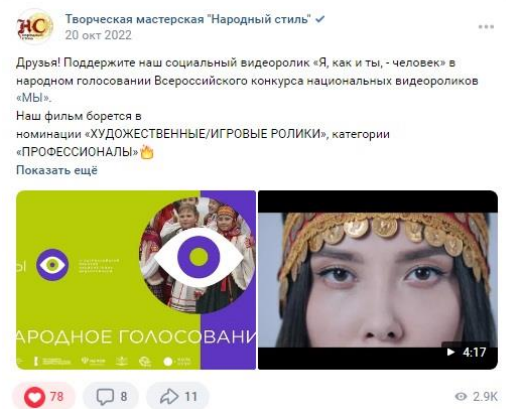 НС
Творческая мастерская "Народный стиль"
20 окт 2022
Друзья! Поддержите наш социальный видеоролик «Я, как и ты, - человек» в
народном голосовании Всероссийского конкурса национальных видеороликов
«МЫ».
Наш фильм борется в
номинации «ХУДОЖЕСТВЕННЫЕ/ИГРОВЫЕ РОЛИКИ», категории
«ПРОФЕССИОНАЛЫ»🔥
Показать ещё
Ы
АРОДНОЕ ГОЛОСОВАНИ
4:17
78
8
11
2.9K